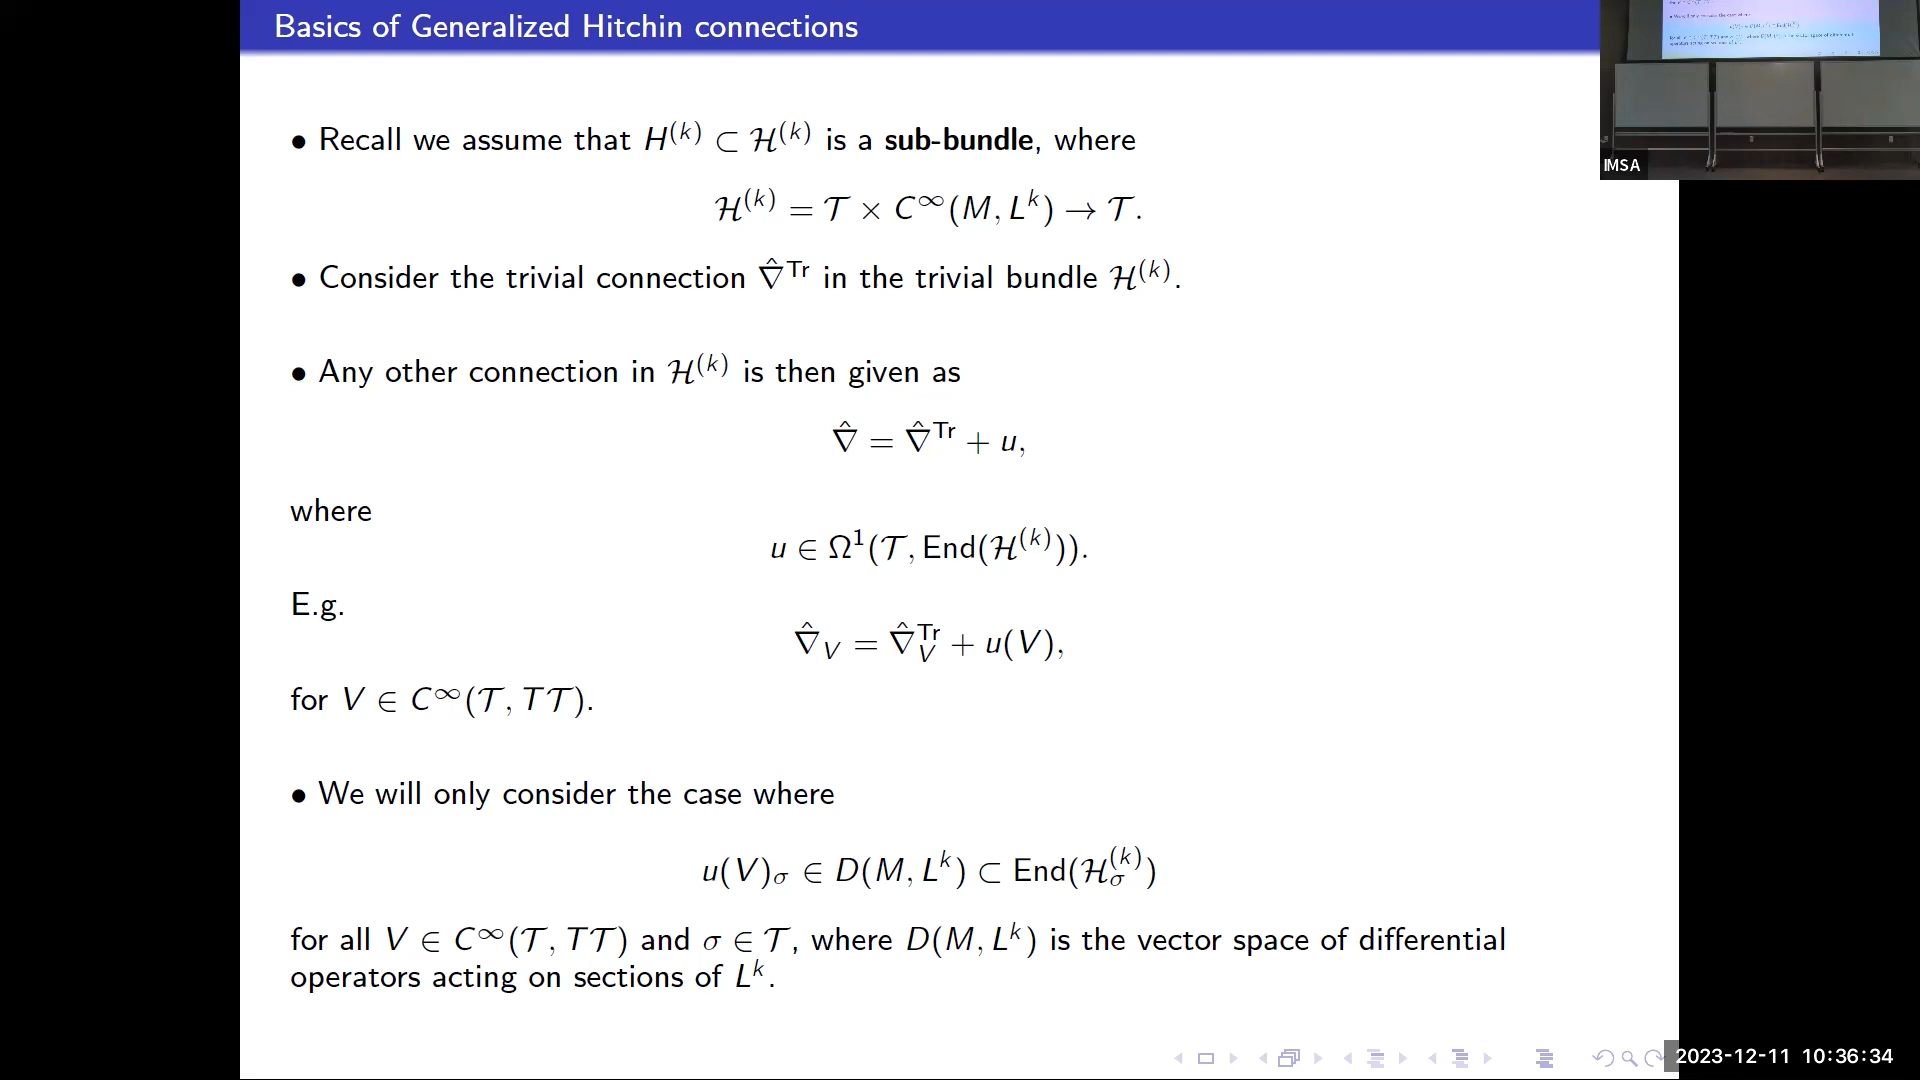 Basics of Generalized Hitchin connections
• Recall we assume that H^(k) ⊂ ℋ^(k) is a sub-bundle, where
ℋ^(k) = 𝒯 × C^∞(M, L^k) → 𝒯.
• Consider the trivial connection ∇̂^Tr in the trivial bundle ℋ^(k).
• Any other connection in ℋ^(k) is then given as
∇̂ = ∇̂^Tr + u,
where
u ∈ Ω^1(𝒯, End(ℋ^(k))).
E.g.
∇̂_V = ∇̂^Tr_V + u(V),
for V ∈ C^∞(𝒯, T𝒯).
• We will only consider the case where
u(V)_σ ∈ D(M, L^k) ⊂ End(ℋ^(k)_σ)
for all V ∈ C^∞(𝒯, T𝒯) and σ ∈ 𝒯, where D(M, L^k) is the vector space of differential
operators acting on sections of L^k.
IMSA
2023-12-11 10:36:34